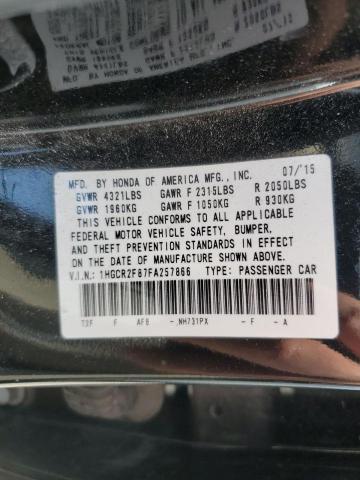 MFD. BY HONDA OF AMERICA MFG., INC. 07/'15
GVWR 4321LBS GAWR F 2315LBS R 2050LBS
GVWR 1960KG GAWR F 1050KG R 930KG
THIS VEHICLE CONFORMS TO ALL APPLICABLE
FEDERAL MOTOR VEHICLE SAFETY, BUMPER,
AND THEFT PREVENTION STANDARDS IN EFFECT
ON THE DATE OF MANUFACTURE SHOWN ABOVE.
V.I.N.: 1HGCR2F87FA257866 TYPE: PASSENGER CAR
T2F F AF8 -.NH731PX -F -A